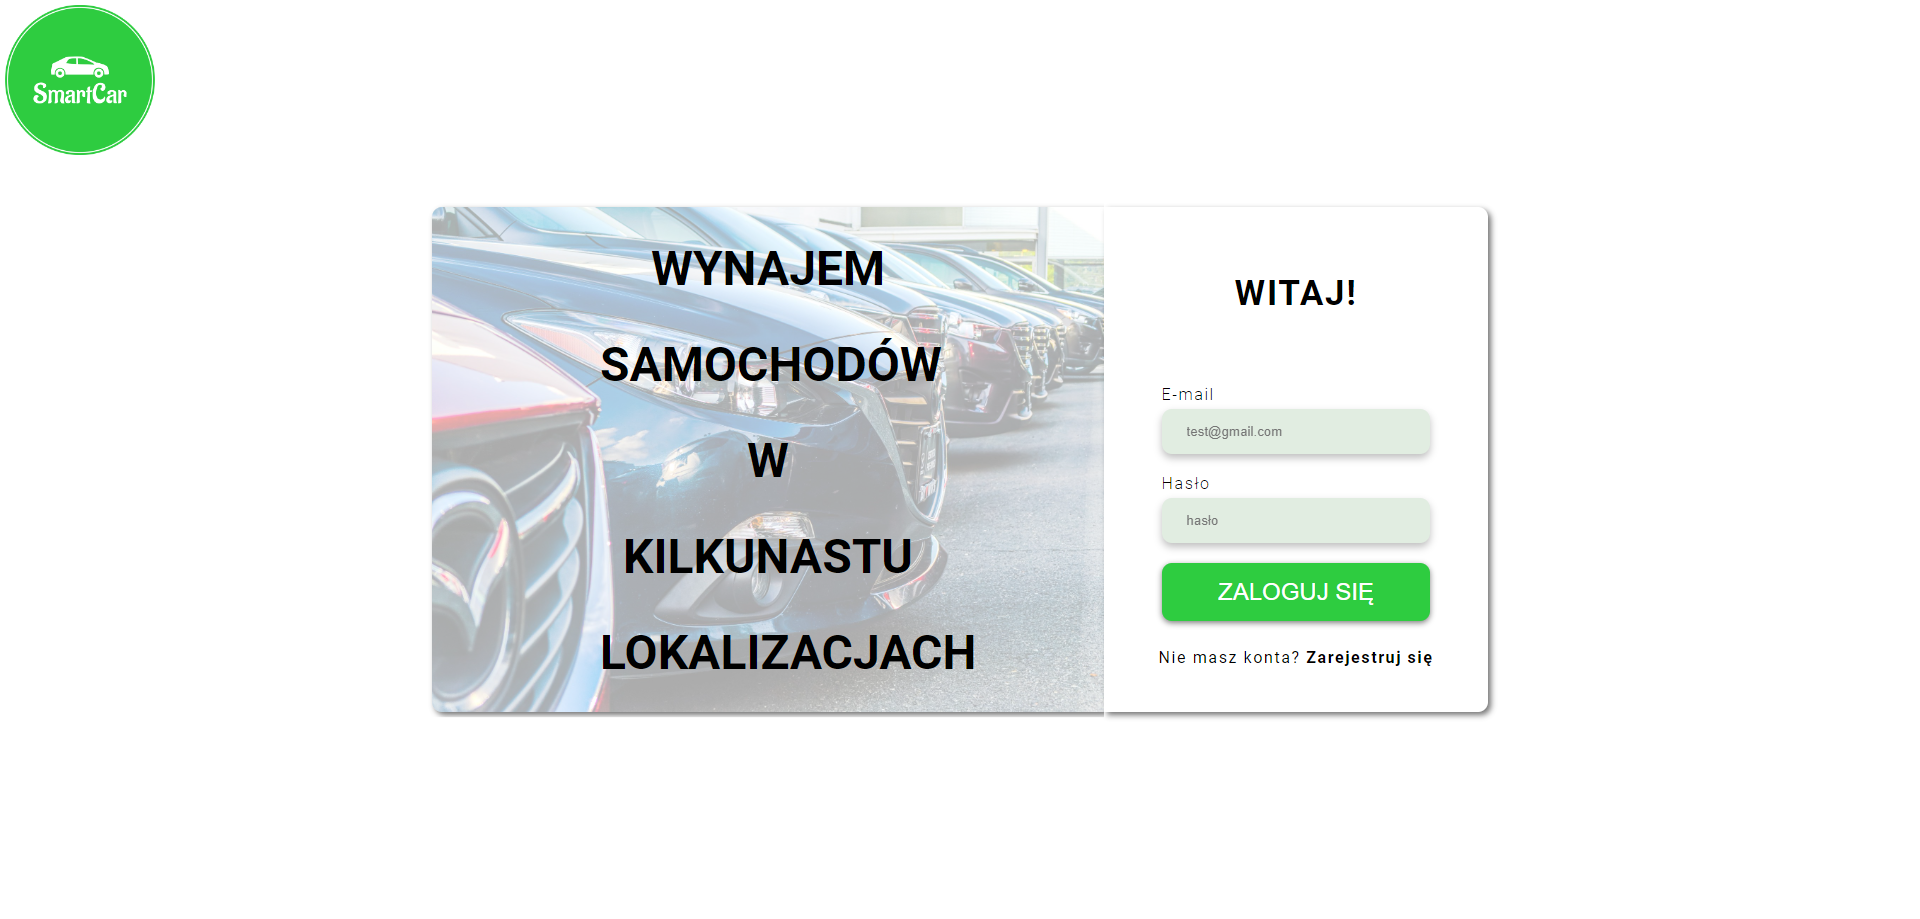 SmartCar
WYNAJEM
SAMOCHODÓW
W
KILKUNASTU
LOKALIZACJACH
WITAJ!
E-mail
test@gmail.com
Hasło
hasło
ZALOGUJ SIĘ
Nie masz konta? Zarejestruj się